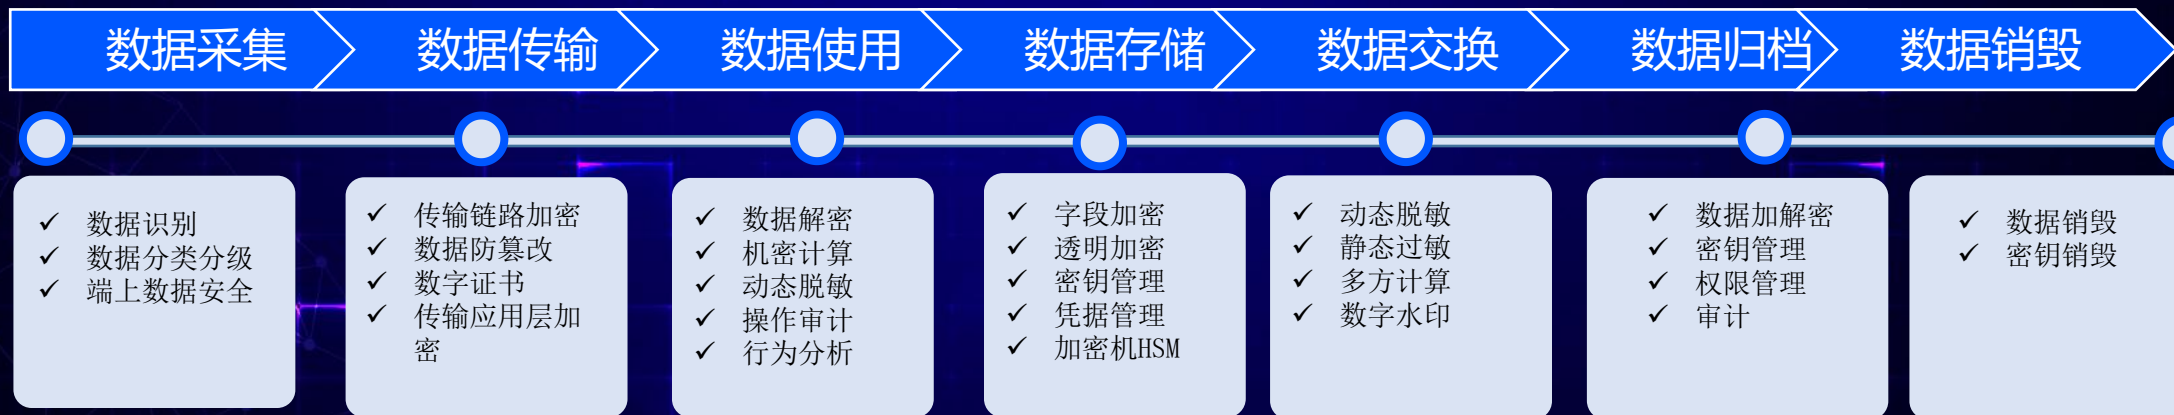 数据采集
数据传输
数据使用
数据存储
数据交换
数据归档
数据销毁
✓ 数据识别
✓ 数据分类分级
✓ 端上数据安全
✓ 传输链路加密
✓ 数据防篡改
✓ 数字证书
✓ 传输应用层加
密
✓ 数据解密
✓ 机密计算
✓ 动态脱敏
✓ 操作审计
✓ 行为分析
✓ 字段加密
✓ 透明加密
✓ 密钥管理
✓ 凭据管理
✓ 加密机HSM
✓ 动态脱敏
✓ 静态过敏
✓ 多方计算
✓ 数字水印
✓ 数据加解密
✓ 密钥管理
✓ 权限管理
✓ 审计
✓ 数据销毁
✓ 密钥销毁